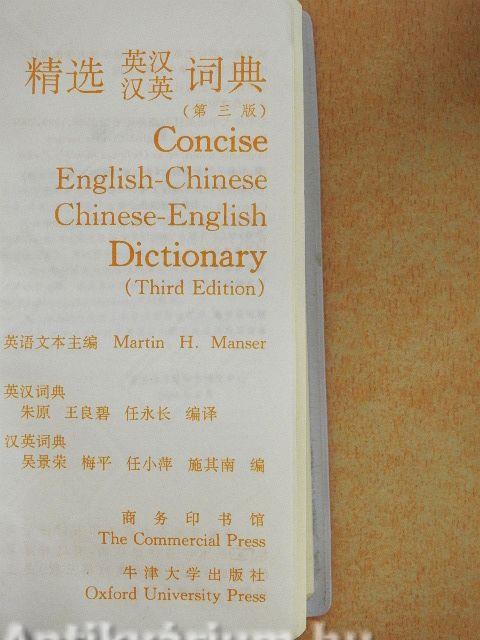 精选 英汉 汉英 词典
(第三版)
Concise
English-Chinese
Chinese-English
Dictionary
(Third Edition)
英语文本主编 Martin H. Manser
英汉词典
朱原 王良碧 任永长 编译
汉英词典
吴景荣 梅平 任小萍 施其南 编
商务印书馆
The Commercial Press
牛津大学出版社
Oxford University Press
Antikvárium.hu